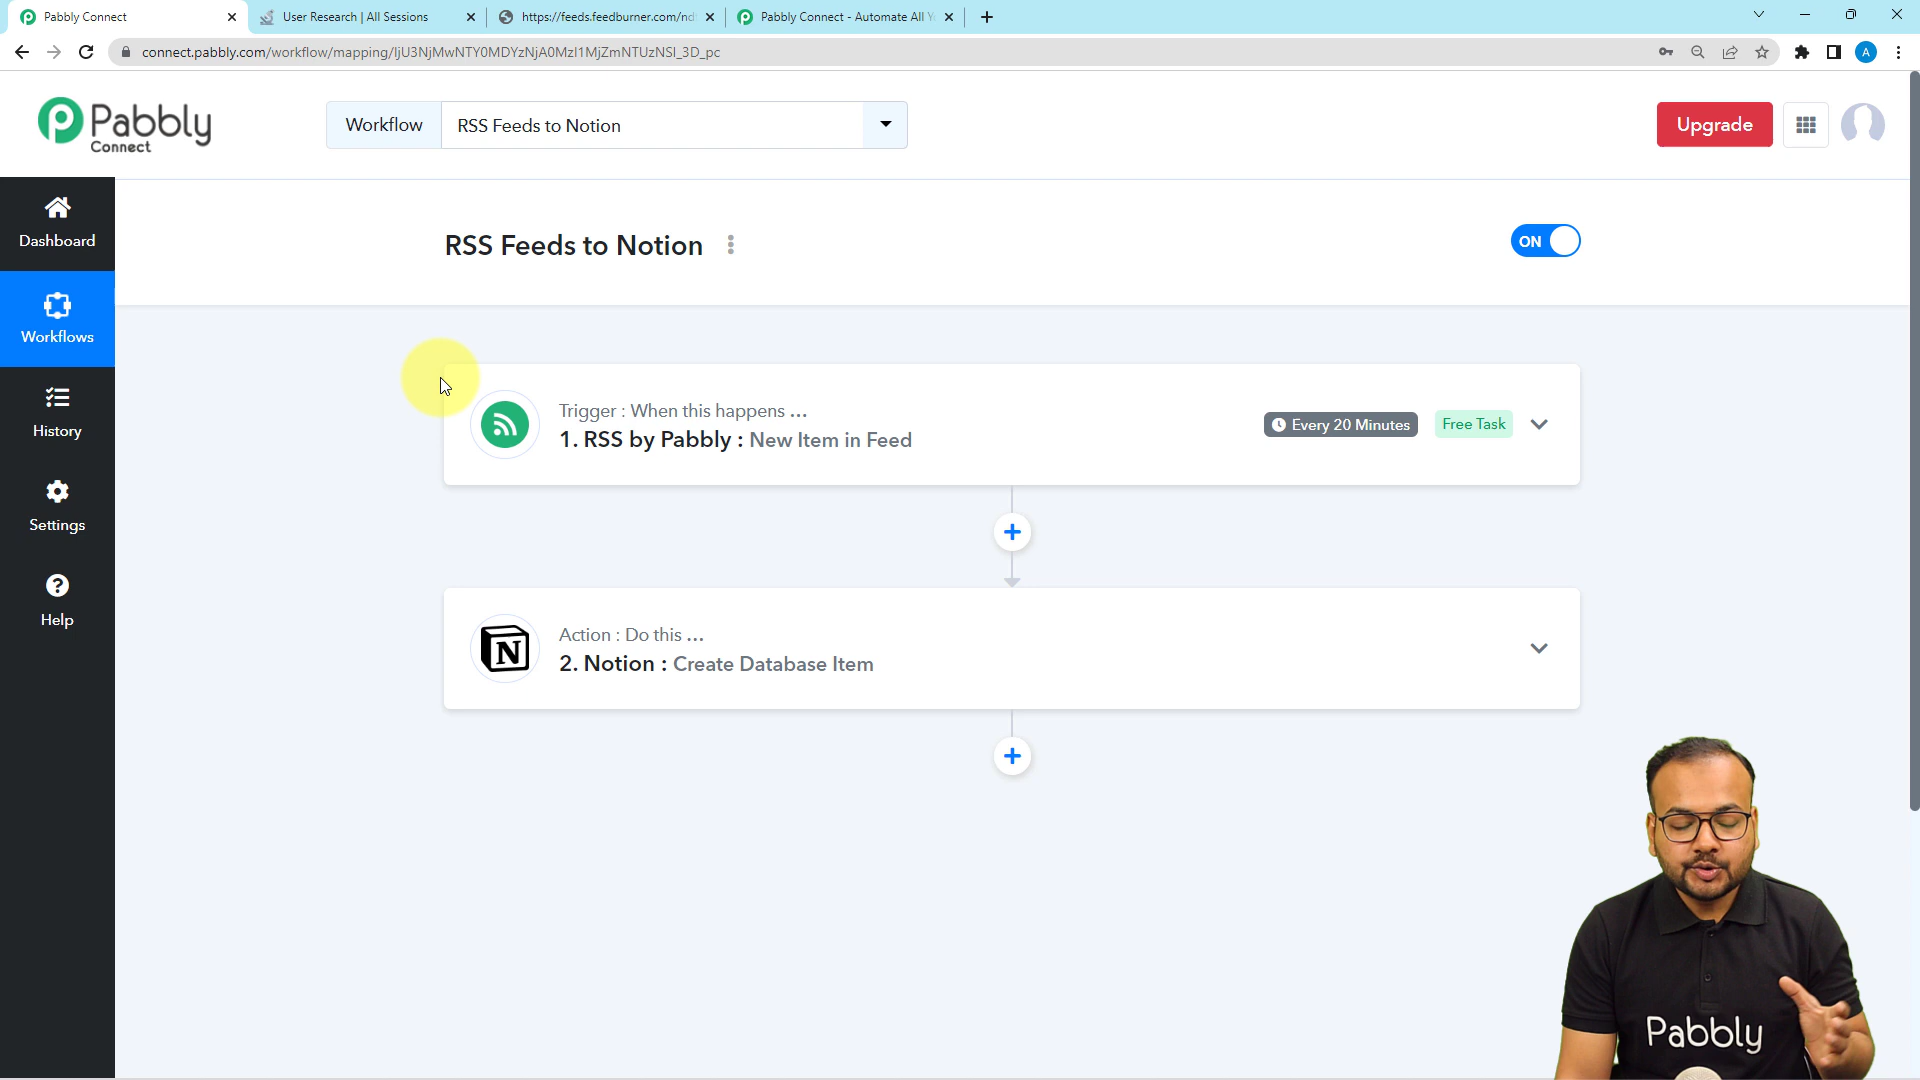 Pabbly Connect
User Research | All Sessions
https://feeds.feedburner.com/nd
Pabbly Connect - Automate All
connect.pabbly.com/workflow/mapping/IjU3NjMwNTY0MDYzNjA0MzI1MjZmNTUzNSI_3D_pc
A
Pabbly
Connect
Workflow
RSS Feeds to Notion
Upgrade
Dashboard
Workflows
History
Settings
Help
RSS Feeds to Notion
ON
Trigger : When this happens ...
1. RSS by Pabbly : New Item in Feed
Every 20 Minutes
Free Task
Action : Do this ...
2. Notion : Create Database Item
Pabbly